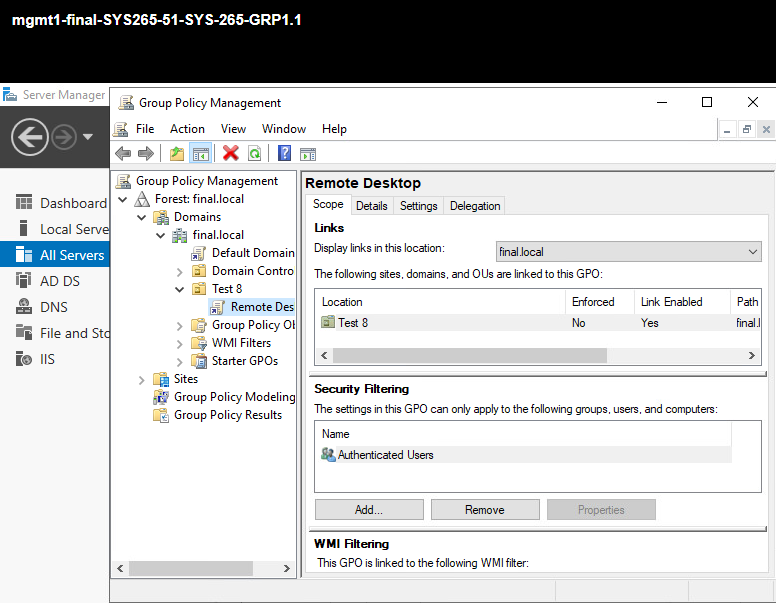 mgmt1-final-SYS265-51-SYS-265-GRP1.1
Server Manager
Group Policy Management
File Action View Window Help
Dashboard
Local Serve
All Servers
AD DS
DNS
File and Sto
IIS
Group Policy Management
Forest: final.local
Domains
final.local
Default Domain
Domain Contro
Test 8
Remote Des
Group Policy Ob
WMI Filters
Starter GPOs
Sites
Group Policy Modeling
Group Policy Results
Remote Desktop
Scope Details Settings Delegation
Links
Display links in this location: final.local
The following sites, domains, and OUs are linked to this GPO:
Location Enforced Link Enabled Path
Test 8 No Yes final.l
Security Filtering
The settings in this GPO can only apply to the following groups, users, and computers:
Name
Authenticated Users
Add... Remove Properties
WMI Filtering
This GPO is linked to the following WMI filter: